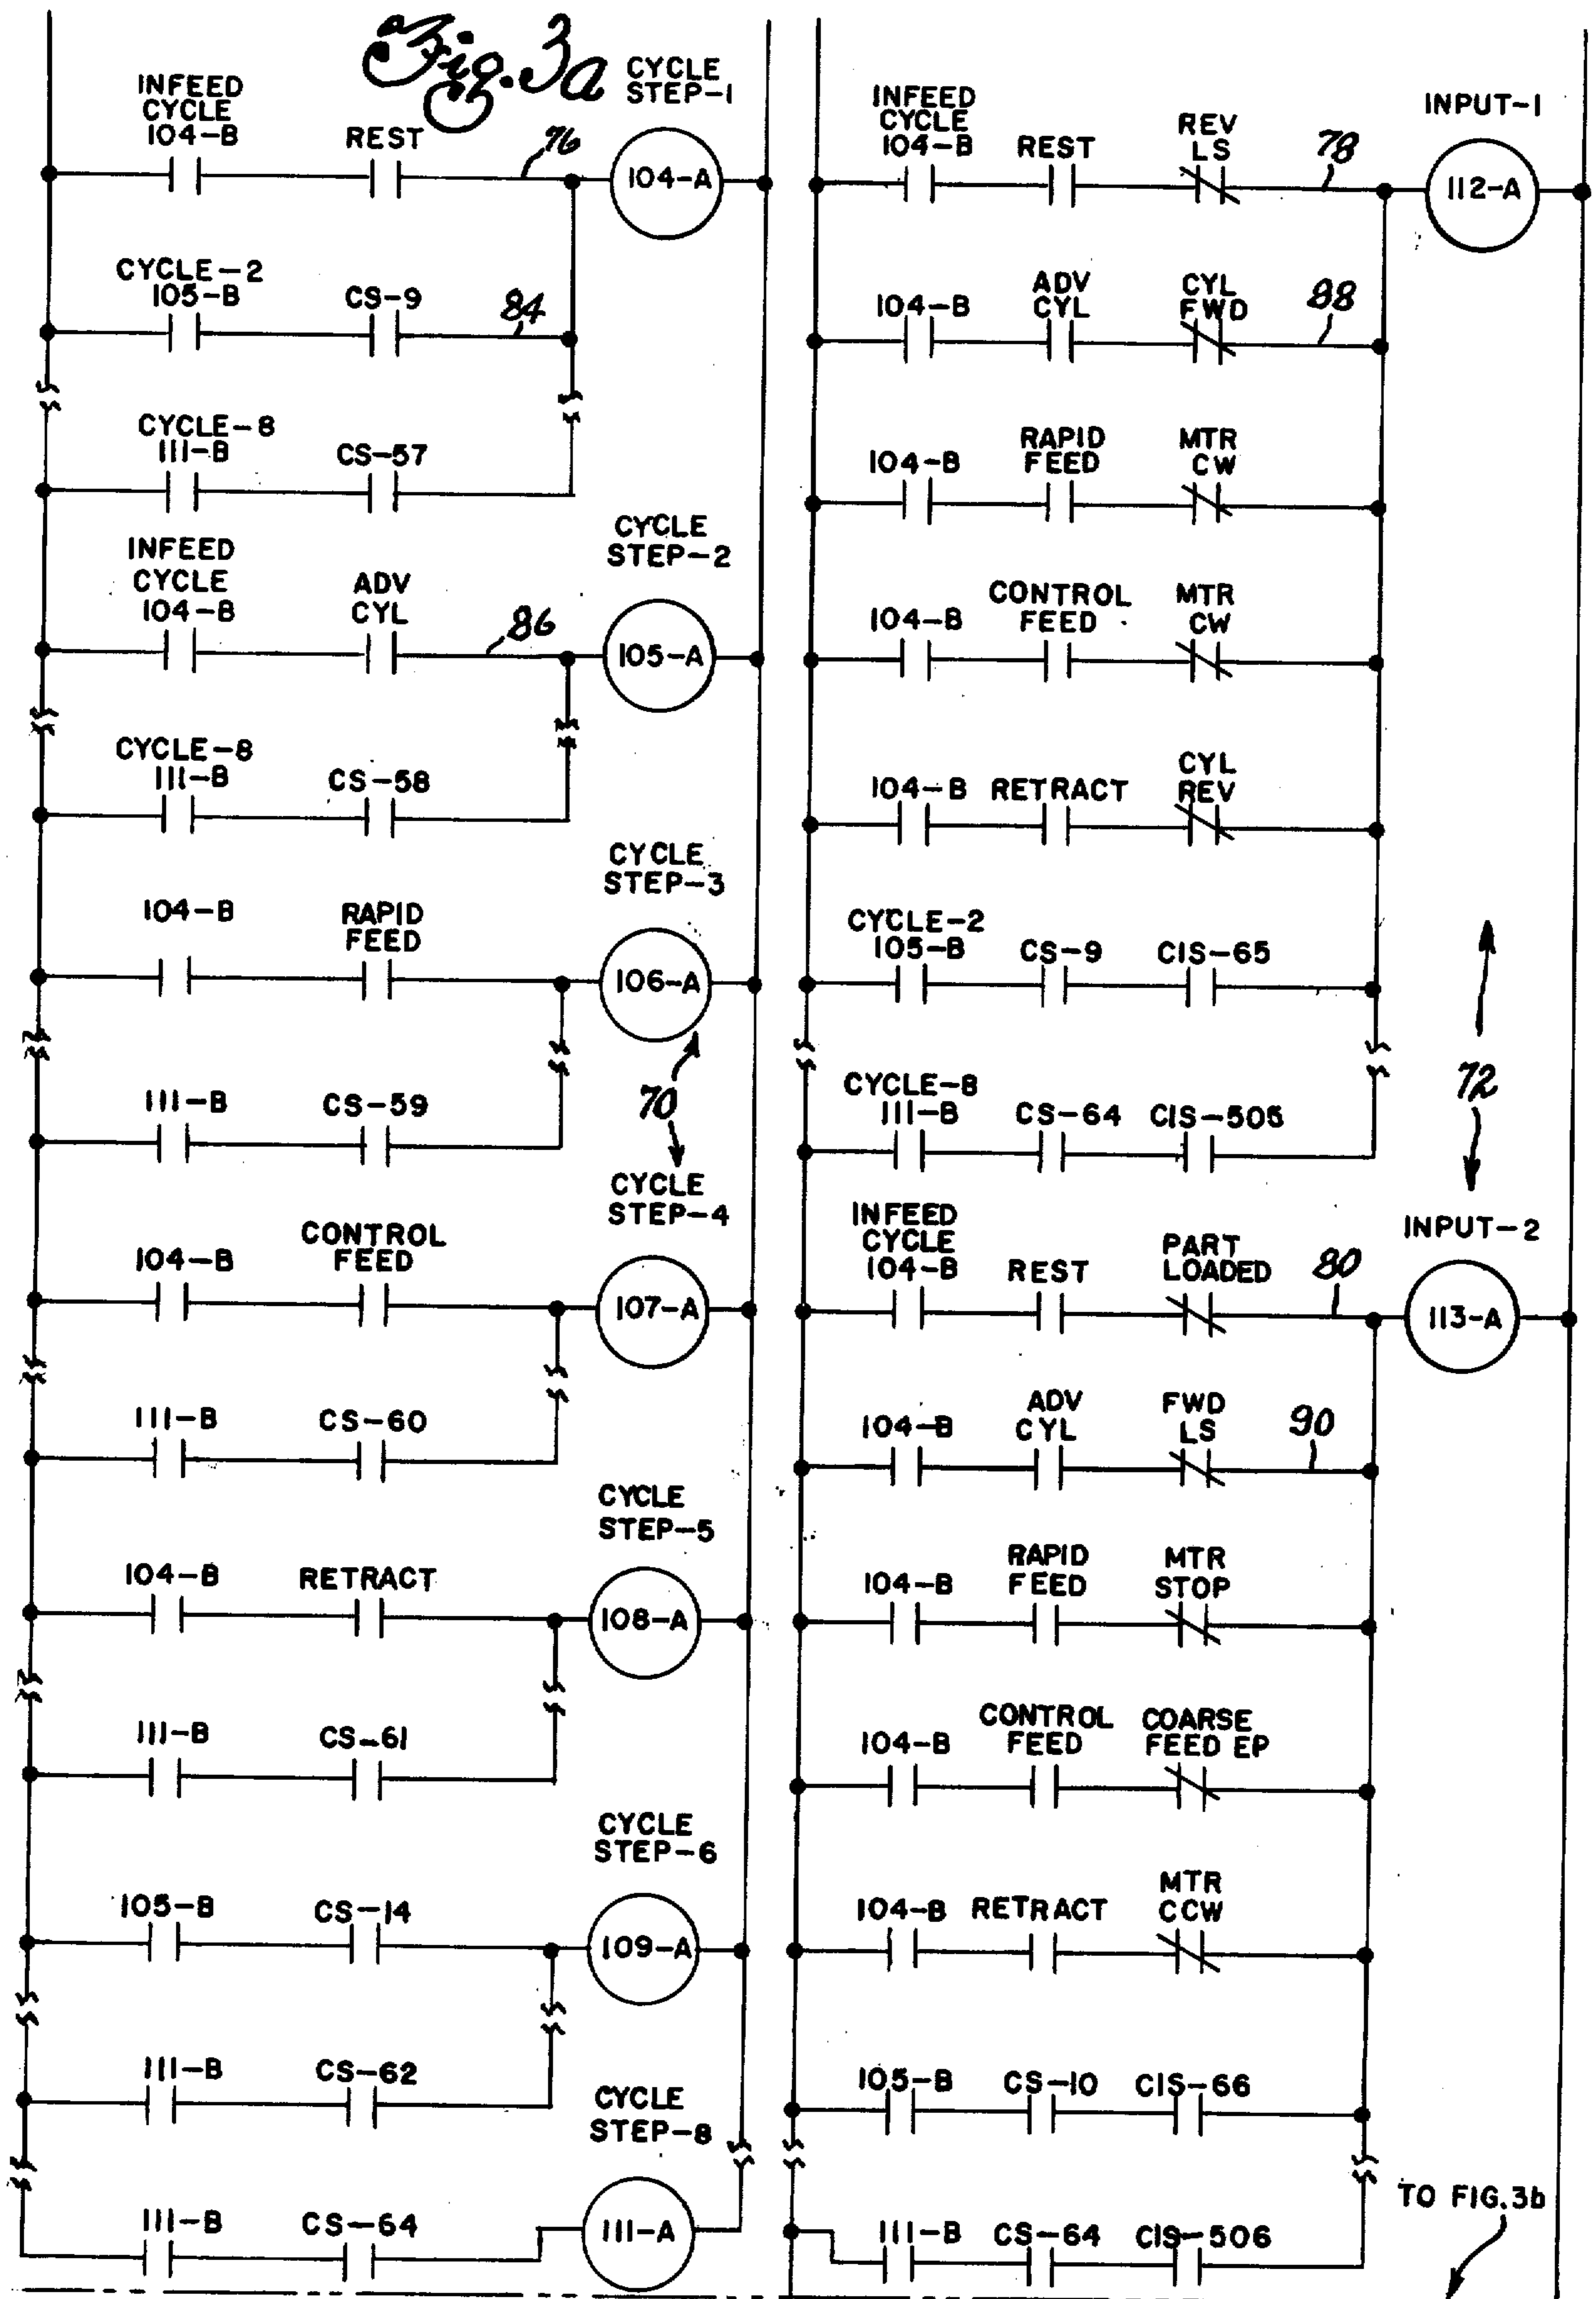 Fig. 3a
CYCLE
STEP-1
INFEED
CYCLE
104-B
REST
76
104-A
CYCLE-2
105-B
CS-9
84
CYCLE-8
111-B
CS-57
CYCLE
STEP-2
INFEED
CYCLE
104-B
ADV
CYL
86
105-A
CYCLE-8
111-B
CS-58
CYCLE
STEP-3
104-B
RAPID
FEED
106-A
111-B
CS-59
70
CYCLE
STEP-4
104-B
CONTROL
FEED
107-A
111-B
CS-60
CYCLE
STEP-5
104-B
RETRACT
108-A
111-B
CS-61
CYCLE
STEP-6
105-B
CS-14
109-A
111-B
CS-62
CYCLE
STEP-8
111-B
CS-64
111-A
INFEED
CYCLE
104-B
REST
REV
LS
78
INPUT-1
112-A
104-B
ADV
CYL
CYL
FWD
88
104-B
RAPID
FEED
MTR
CW
104-B
CONTROL
FEED
MTR
CW
104-B
RETRACT
CYL
REV
CYCLE-2
105-B
CS-9
CIS-65
72
CYCLE-8
111-B
CS-64
CIS-505
INFEED
CYCLE
104-B
REST
PART
LOADED
80
INPUT-2
113-A
104-B
ADV
CYL
FWD
LS
90
104-B
RAPID
FEED
MTR
STOP
104-B
CONTROL
FEED
COARSE
FEED EP
104-B
RETRACT
MTR
CCW
105-B
CS-10
CIS-66
111-B
CS-64
CIS-506
TO FIG.3b